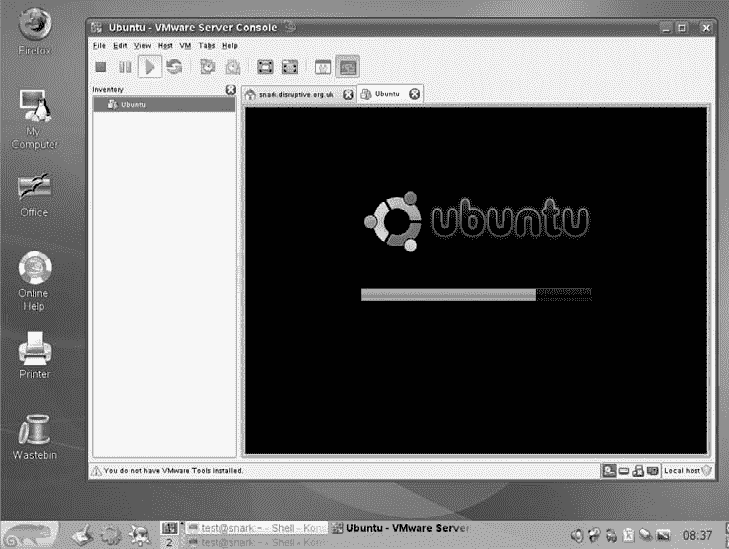 Firefox
My
Computer
Office
Online
Help
Printer
Wastebin
Ubuntu - VMware Server Console
File Edit View Host VM Tabs Help
Inventory
Ubuntu
snark.disruptive.org.uk
Ubuntu
ubuntu
You do not have VMware Tools installed.
Local host
2
test@snark:~ - Shell - Kons
Ubuntu - VMware Server
test@snark:~ - Shell - Kons
08:37